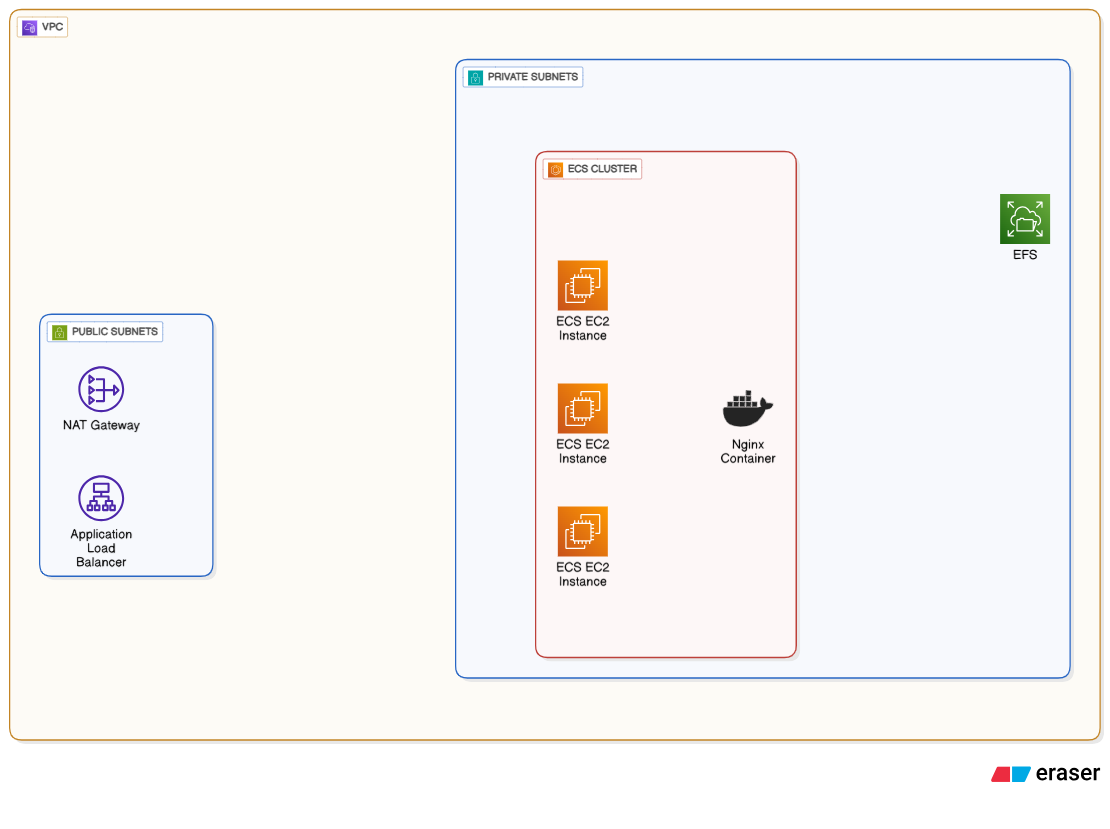 VPC
PRIVATE SUBNETS
ECS CLUSTER
EFS
ECS EC2
Instance
PUBLIC SUBNETS
NAT Gateway
ECS EC2
Instance
Nginx
Container
Application
Load
Balancer
ECS EC2
Instance
eraser